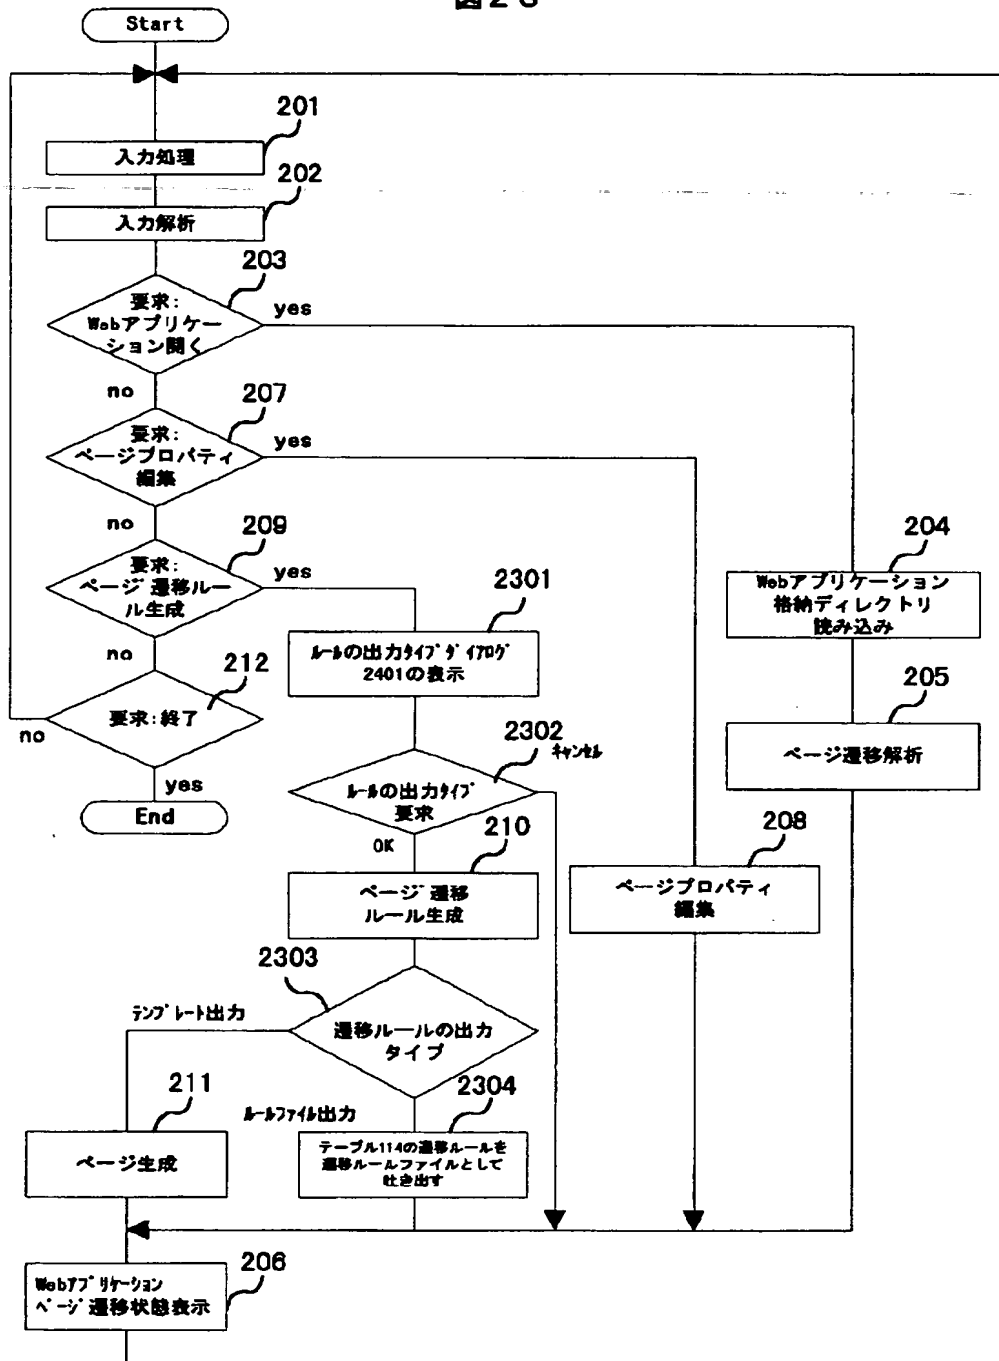 Start
201
入力処理
202
入力解析
203
要求:
Webアプリケー
ション開く
yes
no
207
要求:
ページプロパティ
編集
yes
no
209
要求:
ページ遷移ルー
ル生成
yes
no
212
要求:終了
no
yes
End
2301
ルールの出力タイプダイアログ
2401の表示
2302
キャンセル
ルールの出力タイプ
要求
OK
210
ページ遷移
ルール生成
2303
遷移ルールの出力
タイプ
テンプレート出力
ルールファイル出力
2304
テーブル114の遷移ルールを
遷移ルールファイルとして
吐き出す
211
ページ生成
204
Webアプリケーション
格納ディレクトリ
読み込み
205
ページ遷移解析
208
ページプロパティ
編集
206
Webアプリケーション
ページ遷移状態表示